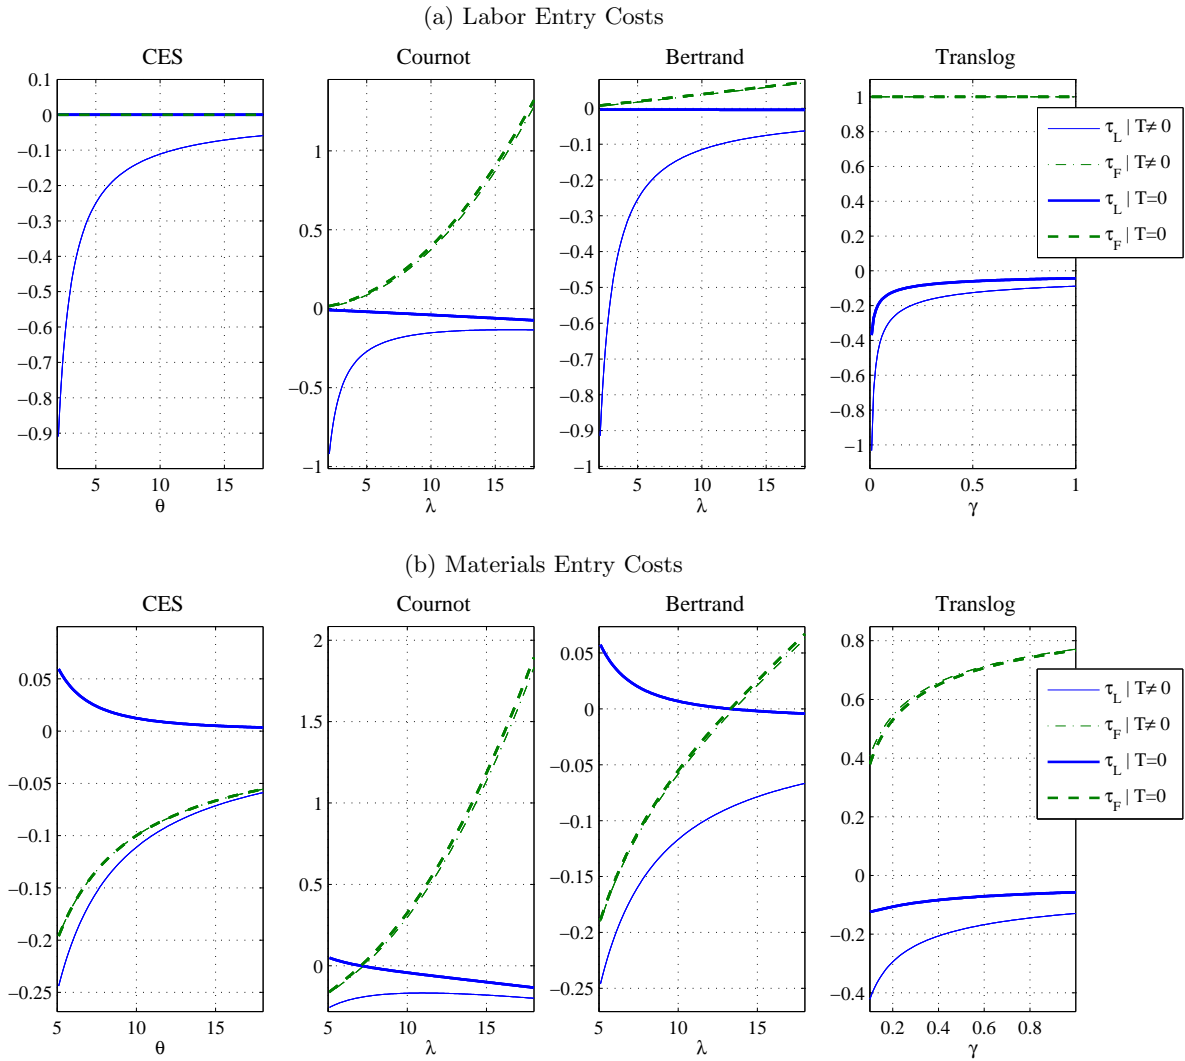 (a) Labor Entry Costs
CES
Cournot
Bertrand
Translog
0.1
0
−0.1
−0.2
−0.3
−0.4
−0.5
−0.6
−0.7
−0.8
−0.9
5 10 15
θ
1
0.5
0
−0.5
−1
5 10 15
λ
0
−0.1
−0.2
−0.3
−0.4
−0.5
−0.6
−0.7
−0.8
−0.9
−1
5 10 15
λ
1
0.8
0.6
0.4
0.2
0
−0.2
−0.4
−0.6
−0.8
−1
0 0.5 1
γ
τL | T≠ 0
τF | T≠ 0
τL | T=0
τF | T=0
(b) Materials Entry Costs
CES
Cournot
Bertrand
Translog
0.05
0
−0.05
−0.1
−0.15
−0.2
−0.25
5 10 15
θ
2
1.5
1
0.5
0
5 10 15
λ
0.05
0
−0.05
−0.1
−0.15
−0.2
−0.25
5 10 15
λ
0.8
0.6
0.4
0.2
0
−0.2
−0.4
0.2 0.4 0.6 0.8
γ
τL | T≠ 0
τF | T≠ 0
τL | T=0
τF | T=0